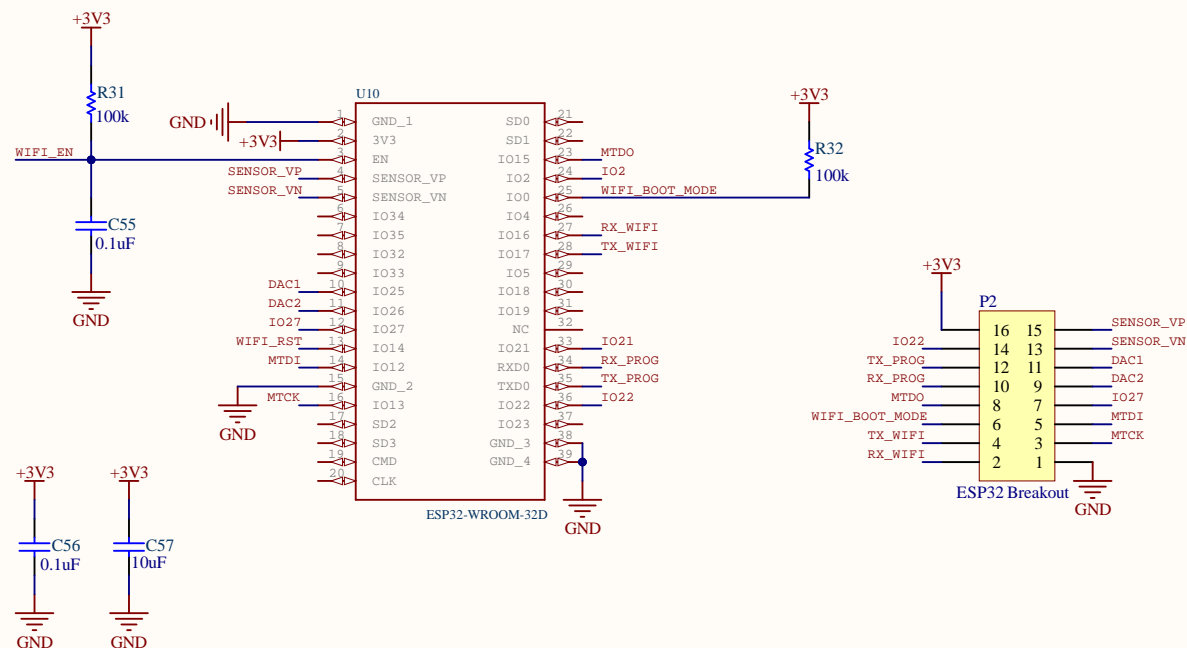 +3V3
R31
100k
WIFI_EN
C55
0.1uF
GND
U10
GND
+3V3
1 GND_1
2 3V3
3 EN
SENSOR_VP 4 SENSOR_VP
SENSOR_VN 5 SENSOR_VN
6 IO34
7 IO35
8 IO32
9 IO33
DAC1 10 IO25
DAC2 11 IO26
IO27 12 IO27
WIFI_RST 13 IO14
MTDI 14 IO12
15 GND_2
MTCK 16 IO13
GND
17 SD2
18 SD3
19 CMD
20 CLK
SD0 21
SD1 22
IO15 23 MTDO
IO2 24 IO2
IO0 25 WIFI_BOOT_MODE
IO4 26
IO16 27 RX_WIFI
IO17 28 TX_WIFI
IO5 29
IO18 30
IO19 31
NC 32
IO21 33 IO21
RXD0 34 RX_PROG
TXD0 35 TX_PROG
IO22 36 IO22
IO23 37
GND_3 38
GND_4 39
GND
ESP32-WROOM-32D
+3V3
R32
100k
+3V3
P2
16 15 SENSOR_VP
IO22 14 13 SENSOR_VN
TX_PROG 12 11 DAC1
RX_PROG 10 9 DAC2
MTDO 8 7 IO27
WIFI_BOOT_MODE 6 5 MTDI
TX_WIFI 4 3 MTCK
RX_WIFI 2 1
GND
ESP32 Breakout
+3V3
C56
0.1uF
GND
+3V3
C57
10uF
GND